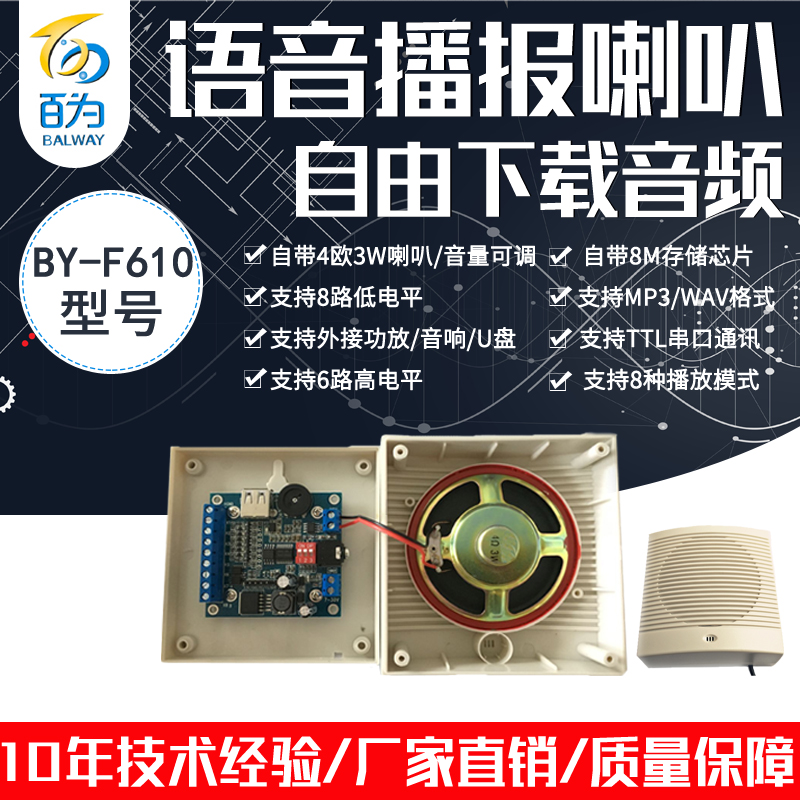 百为
BALWAY
语音播报喇叭
自由下载音频
BY-F610
型号
自带4欧3W喇叭/音量可调
自带8M存储芯片
支持8路低电平
支持MP3/WAV格式
支持外接功放/音响/U盘
支持TTL串口通讯
支持6路高电平
支持8种播放模式
10年技术经验/厂家直销/质量保障